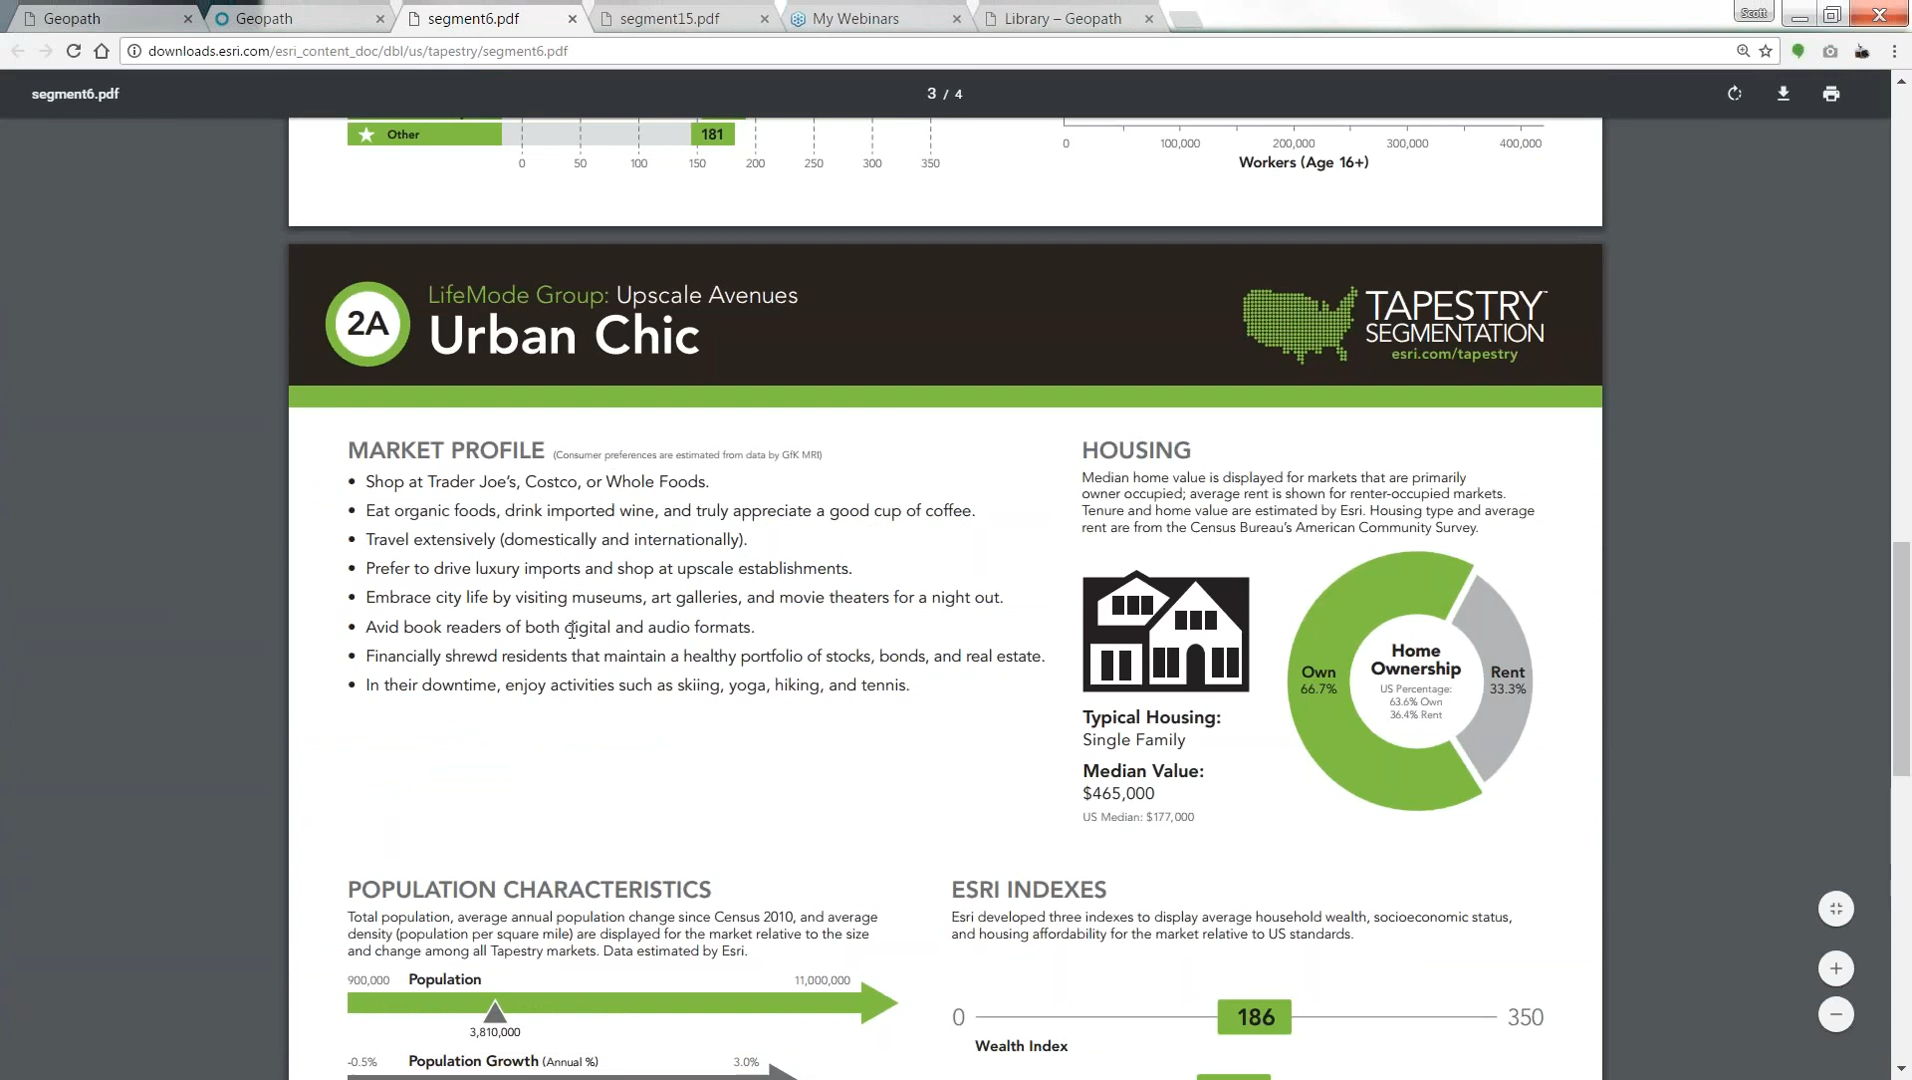 Geopath
Geopath
segment6.pdf
segment15.pdf
My Webinars
Library – Geopath
Scott
downloads.esri.com/esri_content_doc/dbl/us/tapestry/segment6.pdf
segment6.pdf
3 / 4
Other
181
0 50 100 150 200 250 300 350
0 100,000 200,000 300,000 400,000
Workers (Age 16+)
2A
LifeMode Group: Upscale Avenues
Urban Chic
TAPESTRY™
SEGMENTATION
esri.com/tapestry
MARKET PROFILE (Consumer preferences are estimated from data by GfK MRI)
• Shop at Trader Joe's, Costco, or Whole Foods.
• Eat organic foods, drink imported wine, and truly appreciate a good cup of coffee.
• Travel extensively (domestically and internationally).
• Prefer to drive luxury imports and shop at upscale establishments.
• Embrace city life by visiting museums, art galleries, and movie theaters for a night out.
• Avid book readers of both digital and audio formats.
• Financially shrewd residents that maintain a healthy portfolio of stocks, bonds, and real estate.
• In their downtime, enjoy activities such as skiing, yoga, hiking, and tennis.
HOUSING
Median home value is displayed for markets that are primarily
owner occupied; average rent is shown for renter-occupied markets.
Tenure and home value are estimated by Esri. Housing type and average
rent are from the Census Bureau's American Community Survey.
Typical Housing:
Single Family
Median Value:
$465,000
US Median: $177,000
Own
66.7%
Home
Ownership
US Percentage:
63.6% Own
36.4% Rent
Rent
33.3%
POPULATION CHARACTERISTICS
Total population, average annual population change since Census 2010, and average
density (population per square mile) are displayed for the market relative to the size
and change among all Tapestry markets. Data estimated by Esri.
900,000 Population 11,000,000
3,810,000
-0.5% Population Growth (Annual %) 3.0%
ESRI INDEXES
Esri developed three indexes to display average household wealth, socioeconomic status,
and housing affordability for the market relative to US standards.
0 186 350
Wealth Index